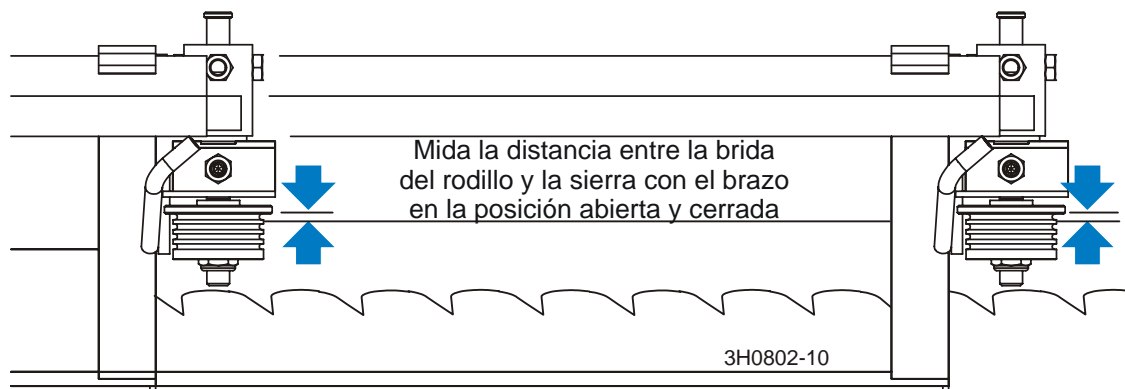 Mida la distancia entre la brida
del rodillo y la sierra con el brazo
en la posición abierta y cerrada
3H0802-10